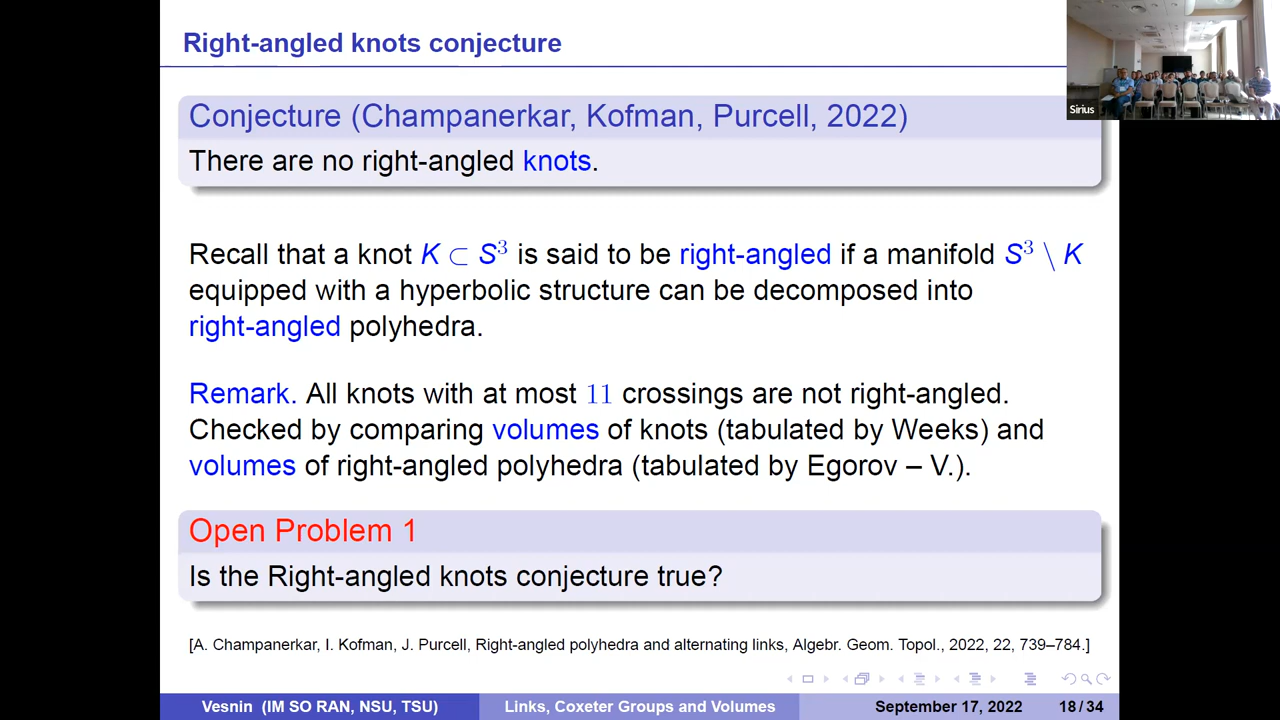 Right-angled knots conjecture
Sirius
Conjecture (Champanerkar, Kofman, Purcell, 2022)
There are no right-angled knots.
Recall that a knot K ⊂ S³ is said to be right-angled if a manifold S³ \ K
equipped with a hyperbolic structure can be decomposed into
right-angled polyhedra.
Remark. All knots with at most 11 crossings are not right-angled.
Checked by comparing volumes of knots (tabulated by Weeks) and
volumes of right-angled polyhedra (tabulated by Egorov – V.).
Open Problem 1
Is the Right-angled knots conjecture true?
[A. Champanerkar, I. Kofman, J. Purcell, Right-angled polyhedra and alternating links, Algebr. Geom. Topol., 2022, 22, 739–784.]
Vesnin (IM SO RAN, NSU, TSU) Links, Coxeter Groups and Volumes September 17, 2022 18 / 34